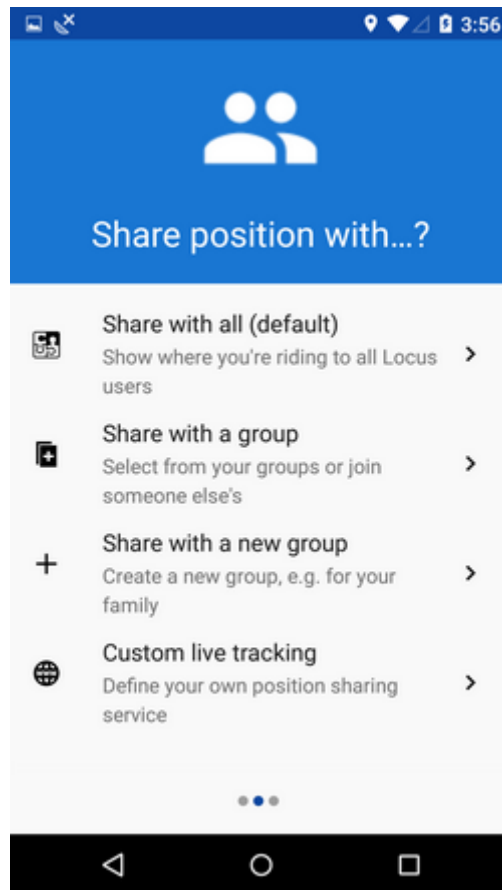 3:56
Share position with...?
Share with all (default)
Show where you're riding to all Locus
users
Share with a group
Select from your groups or join
someone else's
Share with a new group
Create a new group, e.g. for your
family
Custom live tracking
Define your own position sharing
service